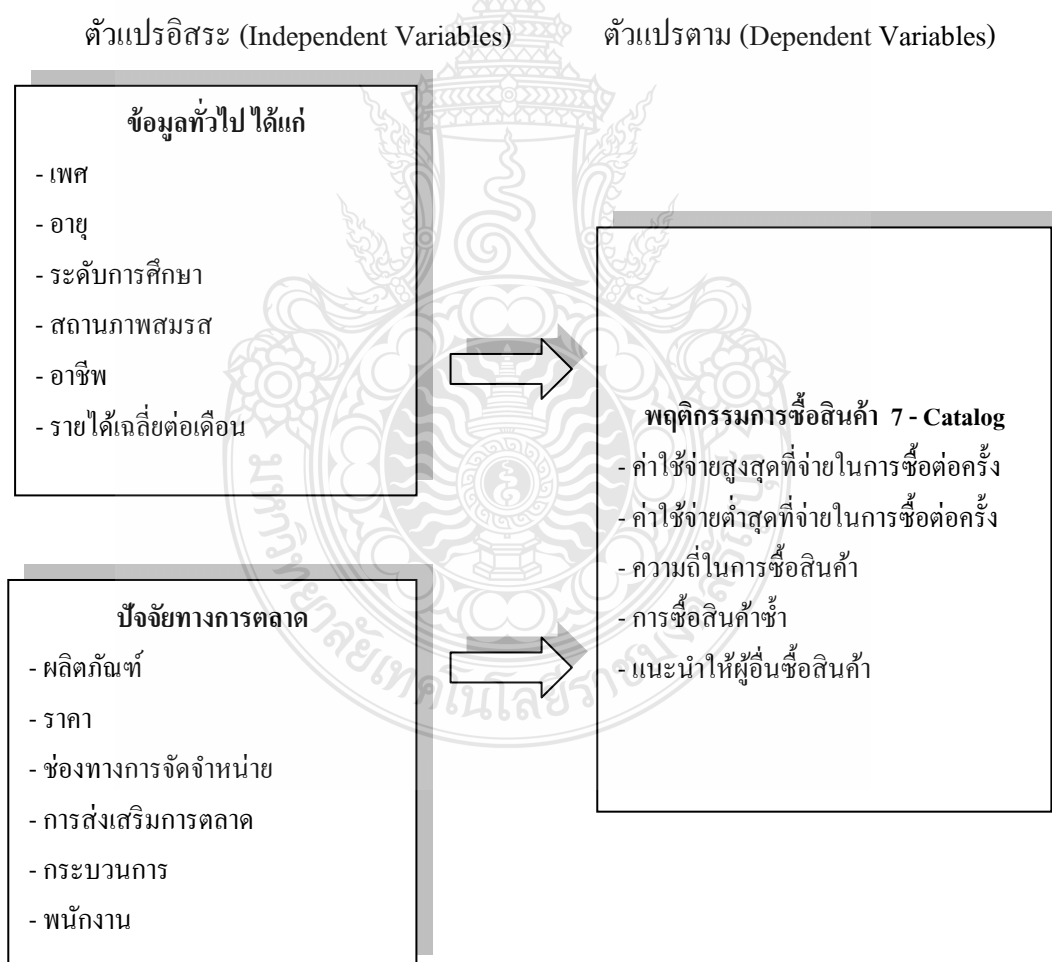 ตัวแปรอิสระ (Independent Variables)
ตัวแปรตาม (Dependent Variables)
ข้อมูลทั่วไป ได้แก่
- เพศ
- อายุ
- ระดับการศึกษา
- สถานภาพสมรส
- อาชีพ
- รายได้เฉลี่ยต่อเดือน
ปัจจัยทางการตลาด
- ผลิตภัณฑ์
- ราคา
- ช่องทางการจัดจำหน่าย
- การส่งเสริมการตลาด
- กระบวนการ
- พนักงาน
พฤติกรรมการซื้อสินค้า 7 - Catalog
- ค่าใช้จ่ายสูงสุดที่จ่ายในการซื้อต่อครั้ง
- ค่าใช้จ่ายต่ำสุดที่จ่ายในการซื้อต่อครั้ง
- ความถี่ในการซื้อสินค้า
- การซื้อสินค้าซ้ำ
- แนะนำให้ผู้อื่นซื้อสินค้า